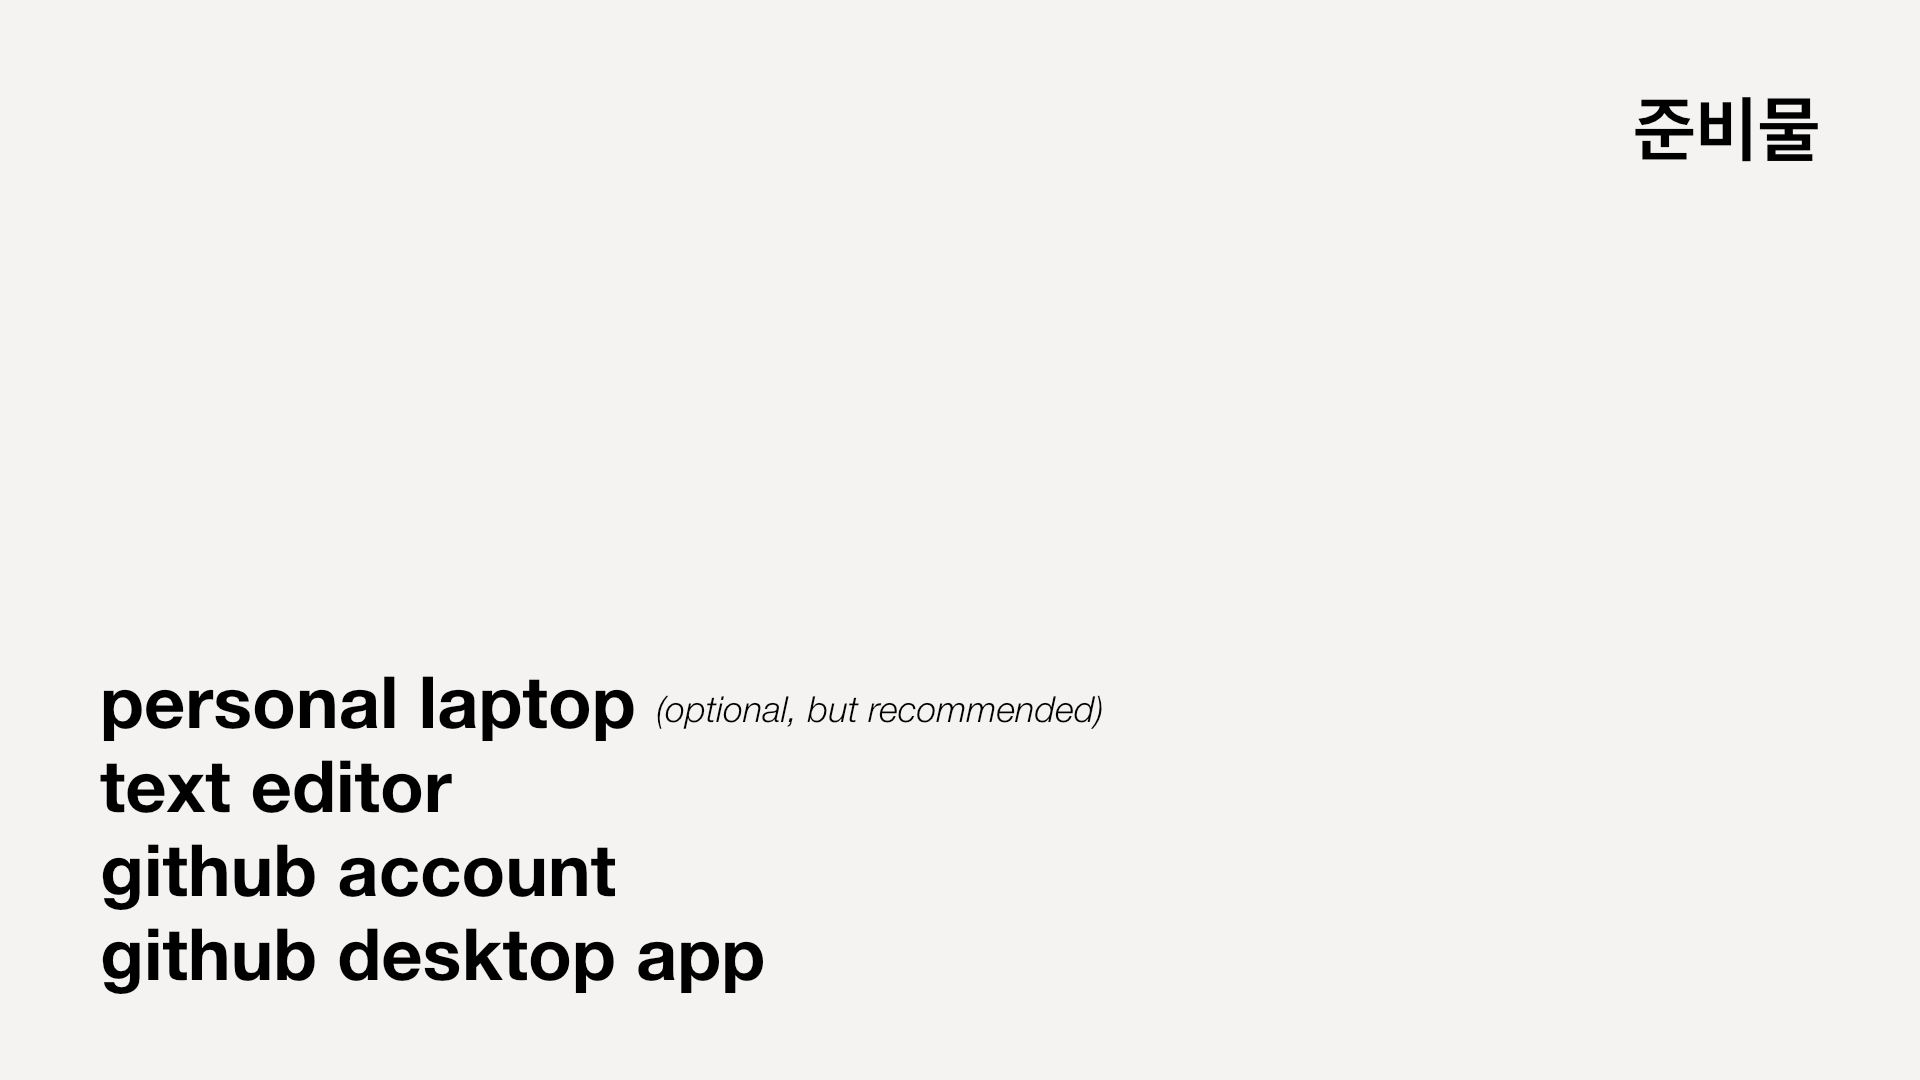 준비물
personal laptop (optional, but recommended)
text editor
github account
github desktop app